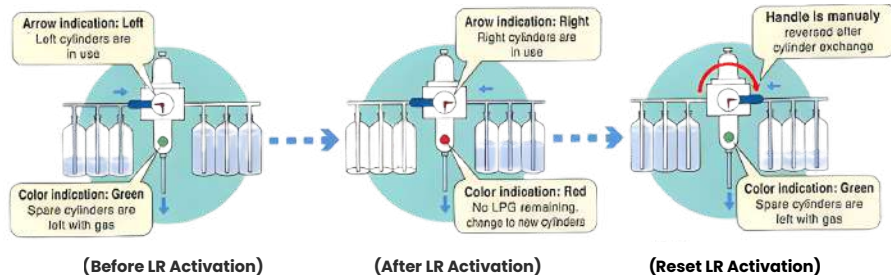 Arrow indication: Left
Left cylinders are
in use
Color indication: Green
Spare cylinders are
left with gas
(Before LR Activation)
Arow indication: Right
Right cylinders are
in use
Color indication: Red
No LPG remaining,
change to new cylinders
(After LR Activation)
Handle is manualy
reversed after
cylinder exchange
Color indication: Green
Spare cylinders are
left with gas
(Reset LR Activation)